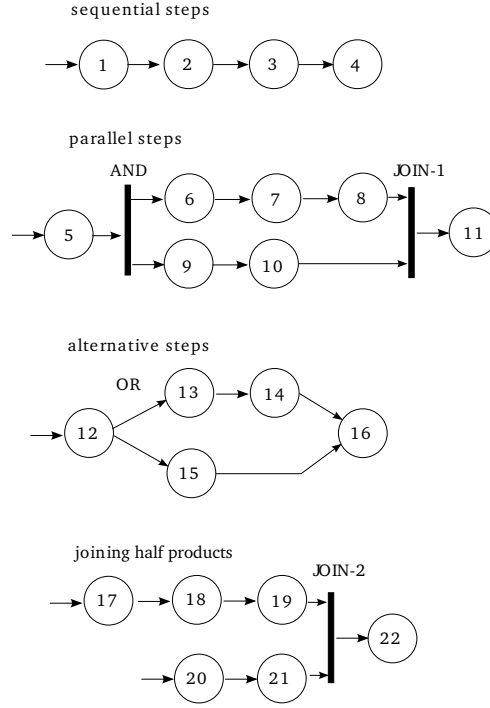 sequential steps
1 2 3 4
parallel steps
AND JOIN-1
6 7 8
5 11
9 10
alternative steps
OR
13 14
12 16
15
joining half products
JOIN-2
17 18 19
22
20 21